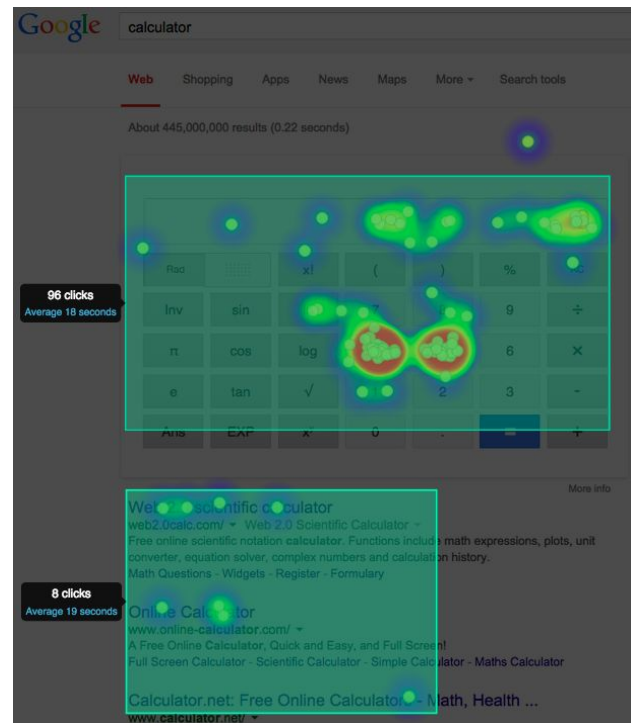 Google calculator
Web Shopping Apps News Maps More Search tools
About 445,000,000 results (0.22 seconds)
Rad x! ( ) %
96 clicks
Average 18 seconds
Inv sin 7 9 ÷
π cos log 6 ×
e tan √ 2 3 -
Ans EXP 0 . = +
More info
Web 2.0 scientific calculator
web2.0calc.com/ Web 2.0 Scientific Calculator
Free online scientific notation calculator. Functions include math expressions, plots, unit
converter, equation solver, complex numbers and calculation history.
Math Questions - Widgets - Register - Formulary
8 clicks
Average 19 seconds
Online Calculator
www.online-calculator.com/
A Free Online Calculator, Quick and Easy, and Full Screen!
Full Screen Calculator - Scientific Calculator - Simple Calculator - Maths Calculator
Calculator.net: Free Online Calculators - Math, Health ...
www.calculator.net/